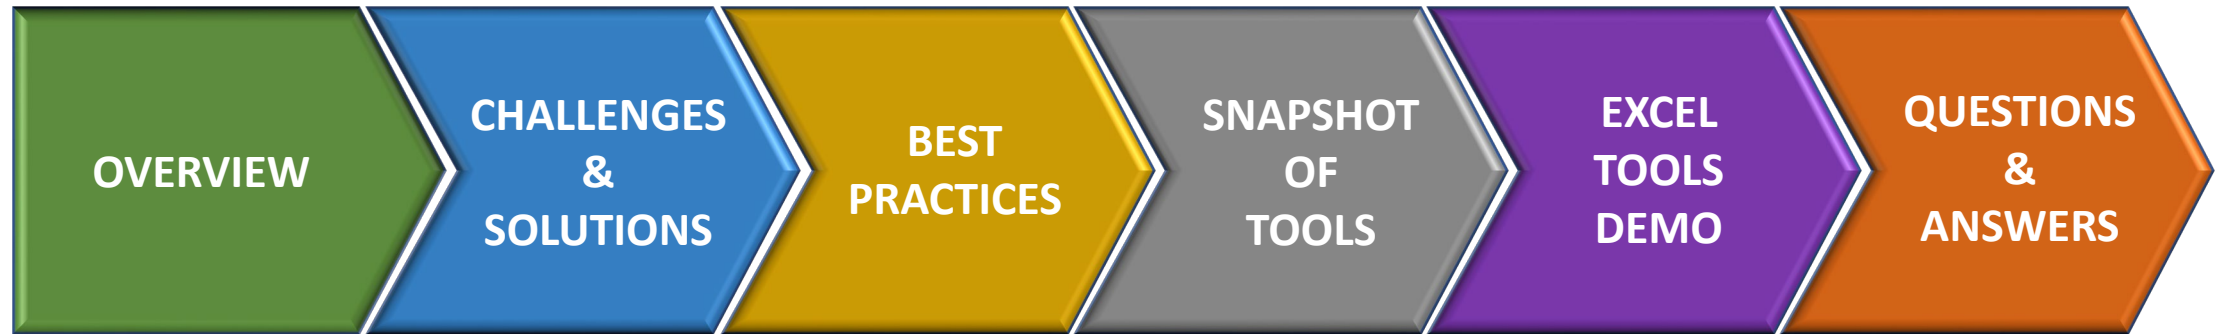 OVERVIEW
CHALLENGES
&
SOLUTIONS
BEST
PRACTICES
SNAPSHOT
OF
TOOLS
EXCEL
TOOLS
DEMO
QUESTIONS
&
ANSWERS